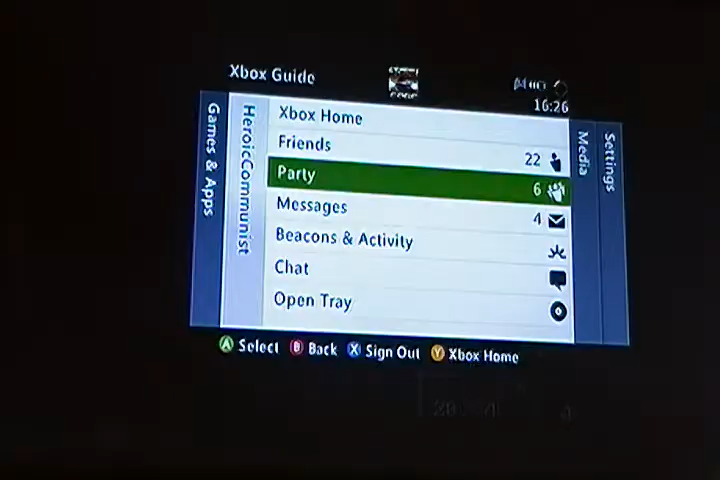 Xbox Guide
16:26
Games & Apps
HeroicCommunist
Xbox Home
Friends 22
Party 6
Messages 4
Beacons & Activity
Chat
Open Tray
Media
Settings
A Select B Back X Sign Out Y Xbox Home